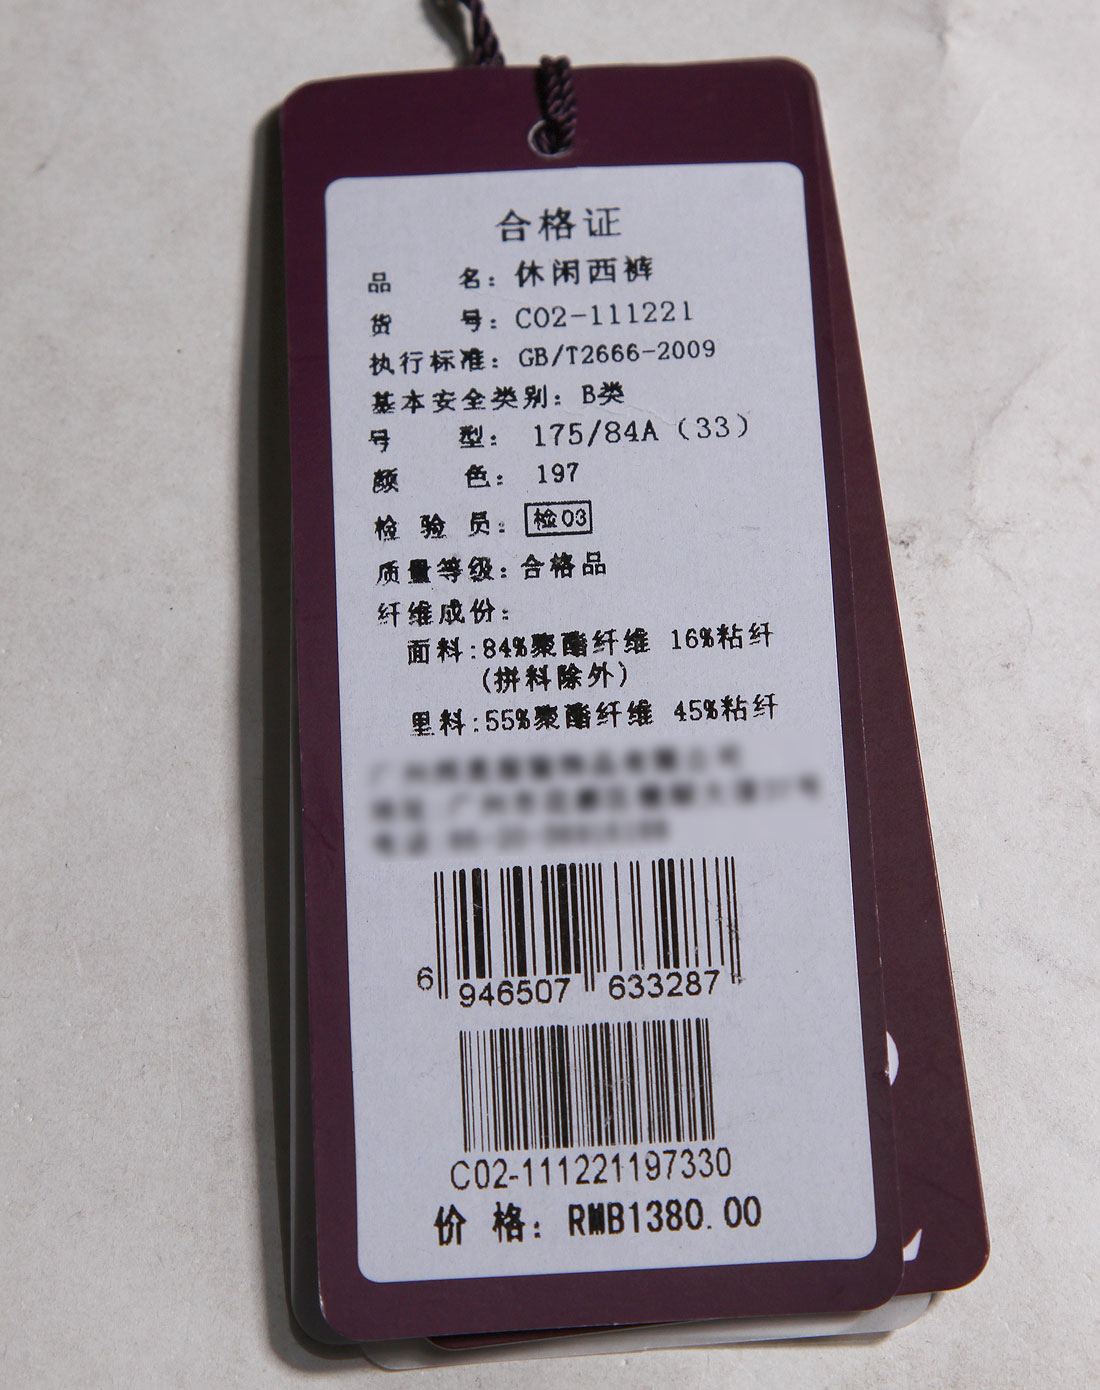 合格证
品 名：休闲西裤
货 号：C02-111221
执行标准：GB/T2666-2009
基本安全类别：B类
号 型：175/84A（33）
颜 色：197
检 验 员：检03
质量等级：合格品
纤维成份：
面料:84%聚酯纤维 16%粘纤
(拼料除外)
里料:55%聚酯纤维 45%粘纤
6 946507 633287
C02-111221197330
价 格：RMB1380.00